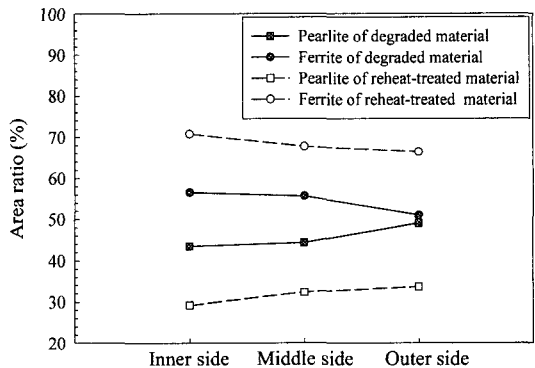 100
90
80
70
60
50
40
30
20
Area ratio (%)
Pearlite of degraded material
Ferrite of degraded material
Pearlite of reheat-treated material
Ferrite of reheat-treated material
Inner side Middle side Outer side